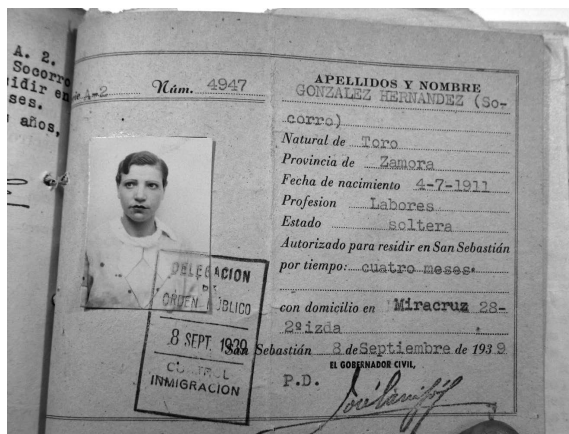 A. 2.
Socorro
idir en
ses.
años,
A-2 Núm. 4947
APELLIDOS Y NOMBRE
GONZALEZ HERNANDEZ (So-
corro)
Natural de Toro
Provincia de Zamora
Fecha de nacimiento 4-7-1911
Profesion Labores
Estado soltera
Autorizado para residir en San Sebastián
por tiempo: cuatro meses.
con domicilio en Miracruz 28-
2º izda
San Sebastián 8 de Septiembre de 1939
EL GOBERNADOR CIVIL,
P.D.
DELEGACION
DE
ORDEN PÚBLICO
8 SEPT. 1939
CONTROL
INMIGRACION